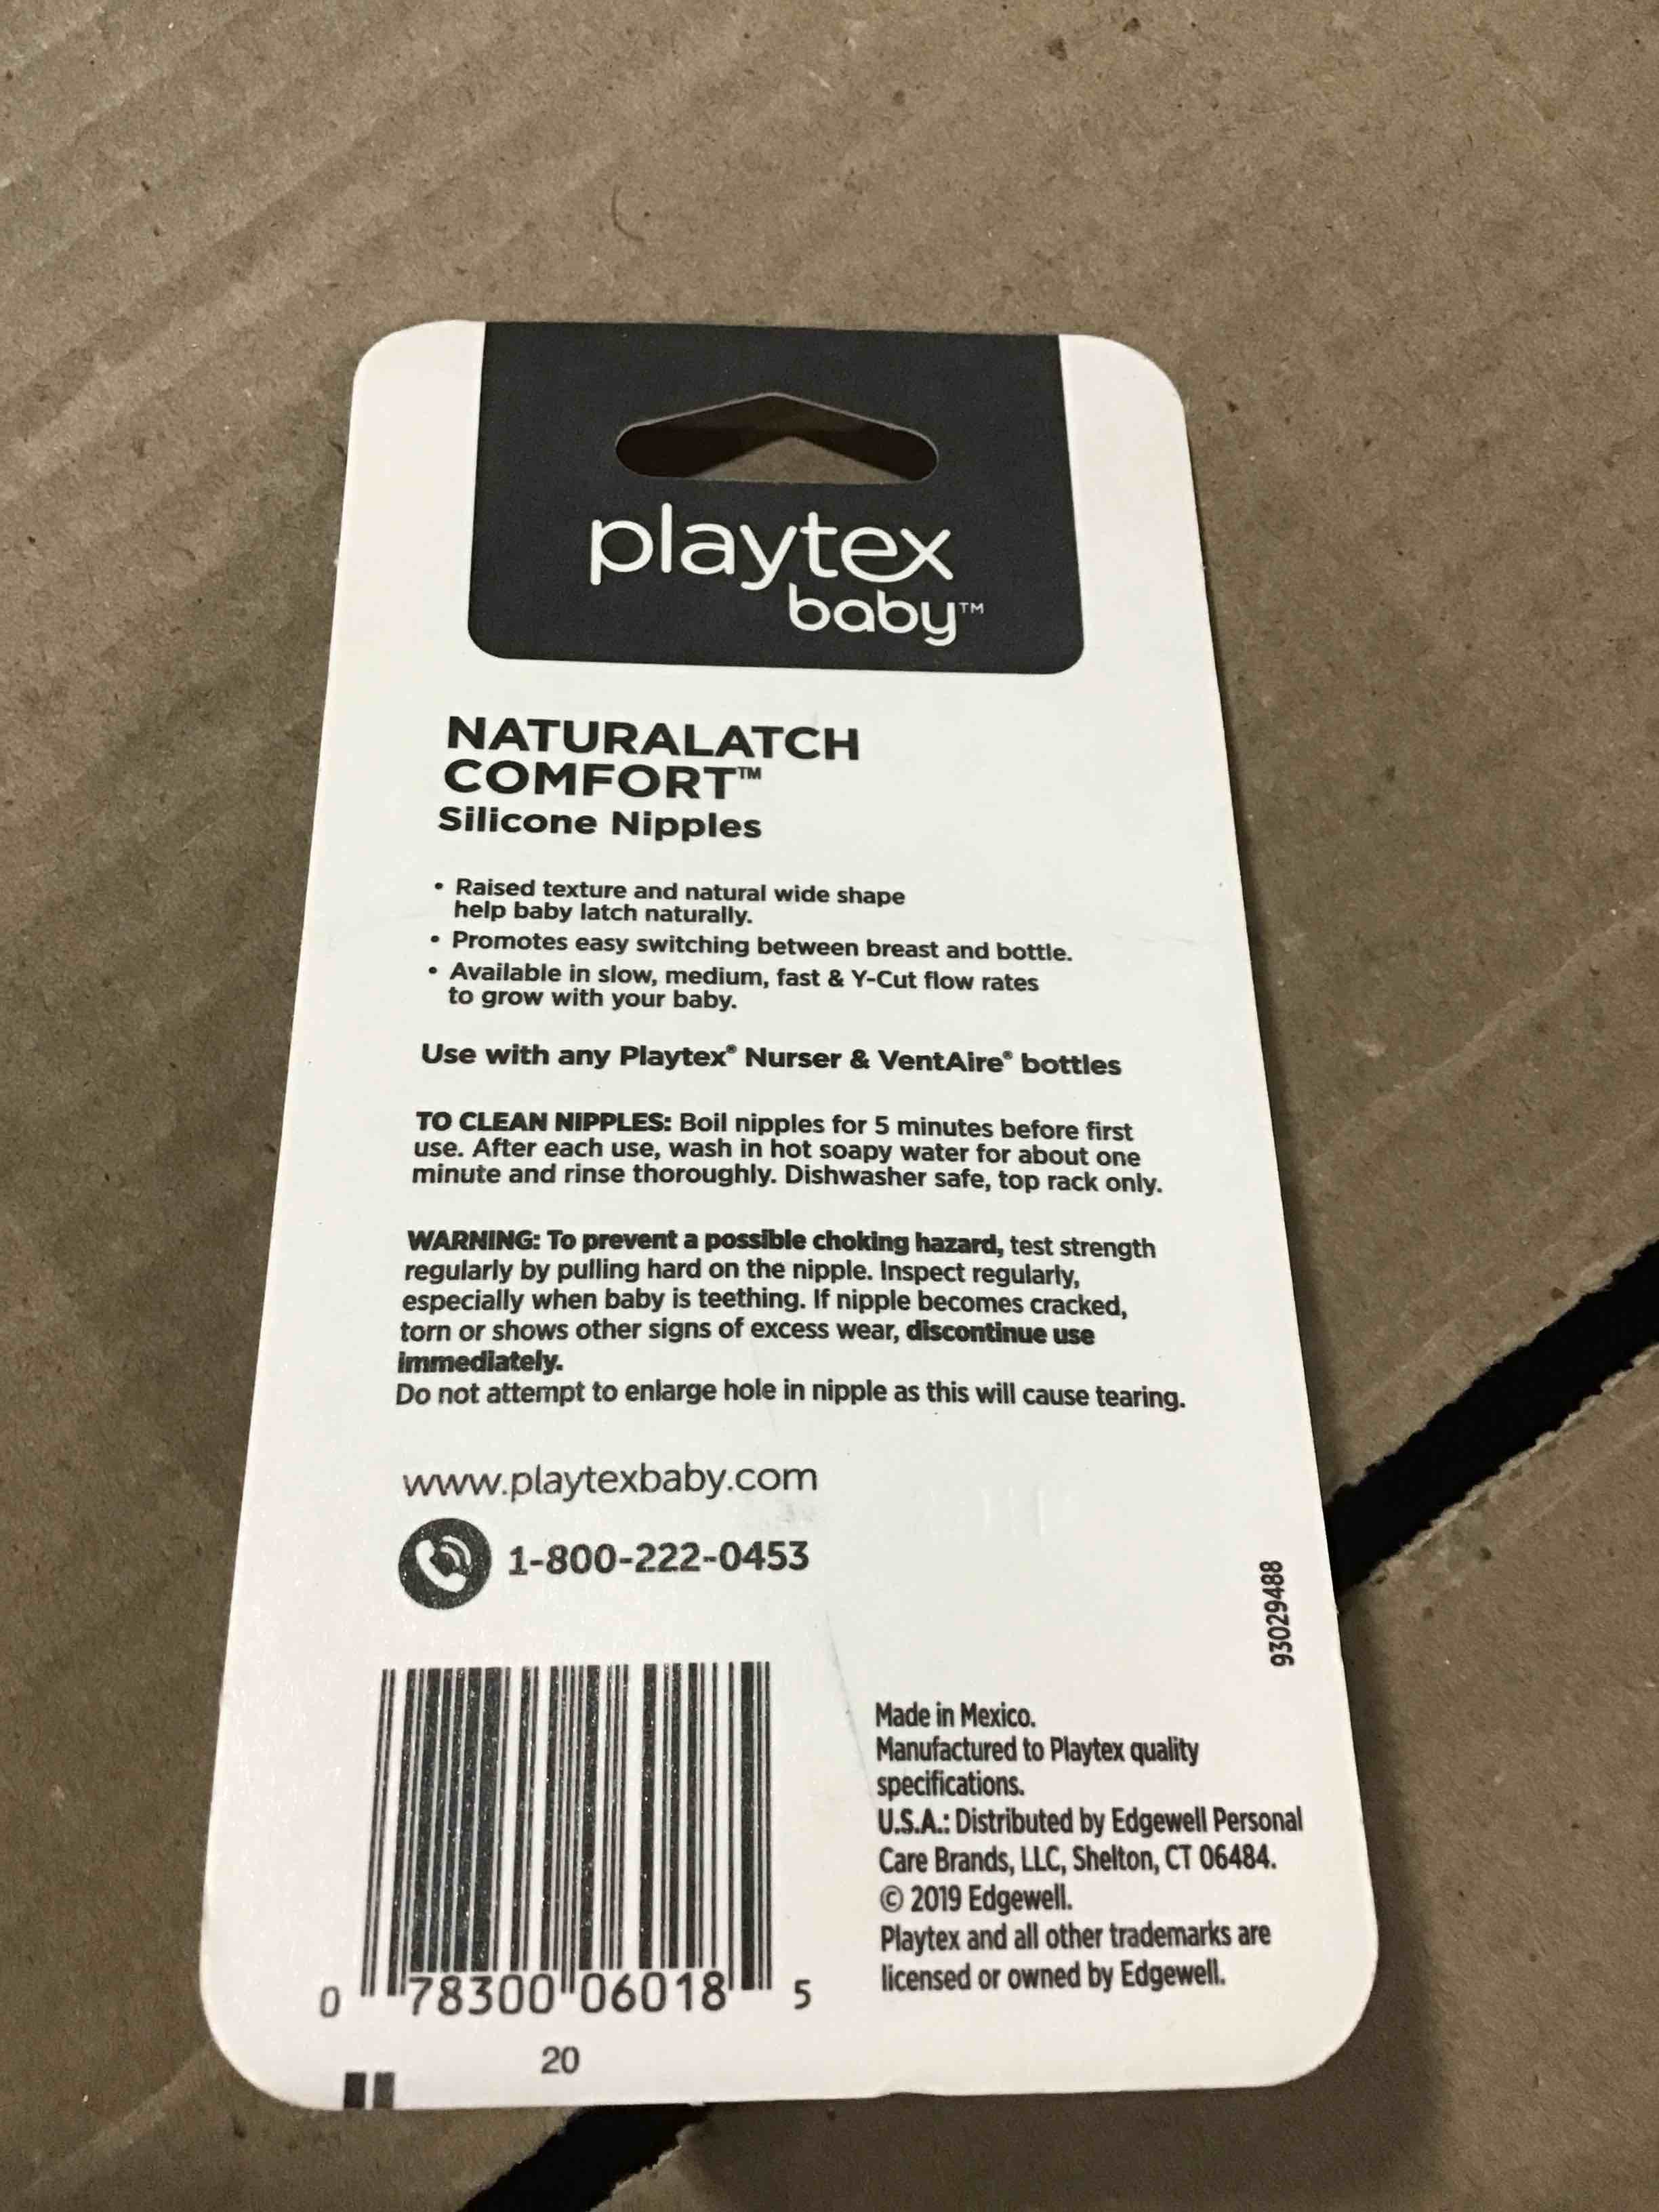 playtex
baby™
NATURALATCH
COMFORT™
Silicone Nipples
• Raised texture and natural wide shape
help baby latch naturally.
• Promotes easy switching between breast and bottle.
• Available in slow, medium, fast & Y-Cut flow rates
to grow with your baby.
Use with any Playtex® Nurser & VentAire® bottles
TO CLEAN NIPPLES: Boil nipples for 5 minutes before first
use. After each use, wash in hot soapy water for about one
minute and rinse thoroughly. Dishwasher safe, top rack only.
WARNING: To prevent a possible choking hazard, test strength
regularly by pulling hard on the nipple. Inspect regularly,
especially when baby is teething. If nipple becomes cracked,
torn or shows other signs of excess wear, discontinue use
immediately.
Do not attempt to enlarge hole in nipple as this will cause tearing.
www.playtexbaby.com
1-800-222-0453
93029488
Made in Mexico.
Manufactured to Playtex quality
specifications.
U.S.A.: Distributed by Edgewell Personal
Care Brands, LLC, Shelton, CT 06484.
© 2019 Edgewell.
Playtex and all other trademarks are
licensed or owned by Edgewell.
0 78300 06018 5
20